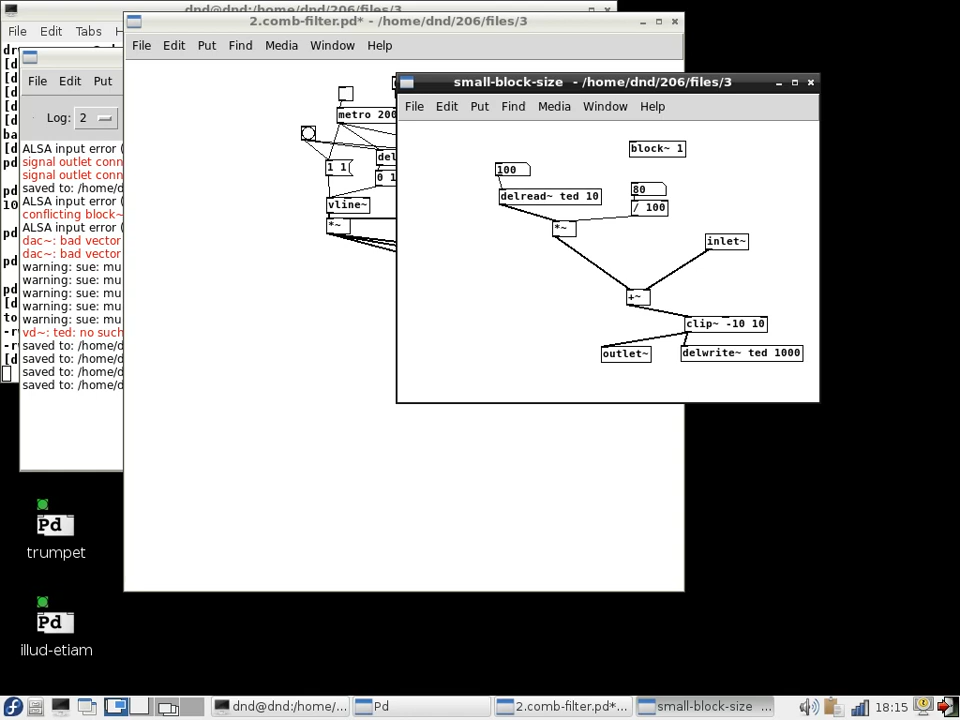 dnd@dnd:/home/dnd/206/files/3
File Edit Tabs H
2.comb-filter.pd* - /home/dnd/206/files/3
File Edit Put Find Media Window Help
File Edit Put
Log: 2
ALSA input error (
signal outlet conn
signal outlet conn
saved to: /home/d
ALSA input error (
conflicting block~
ALSA input error (
dac~: bad vector
dac~: bad vector
warning: sue: mu
warning: sue: mu
warning: sue: mu
warning: sue: mu
warning: sue: mu
vd~: ted: no such
saved to: /home/d
saved to: /home/d
saved to: /home/d
saved to: /home/d
metro 200
1 1
del
0 1
vline~
*~
small-block-size - /home/dnd/206/files/3
File Edit Put Find Media Window Help
block~ 1
100
delread~ ted 10
80
/ 100
*~
inlet~
+~
clip~ -10 10
outlet~
delwrite~ ted 1000
Pd
trumpet
Pd
illud-etiam
dnd@dnd:/home/...
Pd
2.comb-filter.pd*...
small-block-size ...
18:15